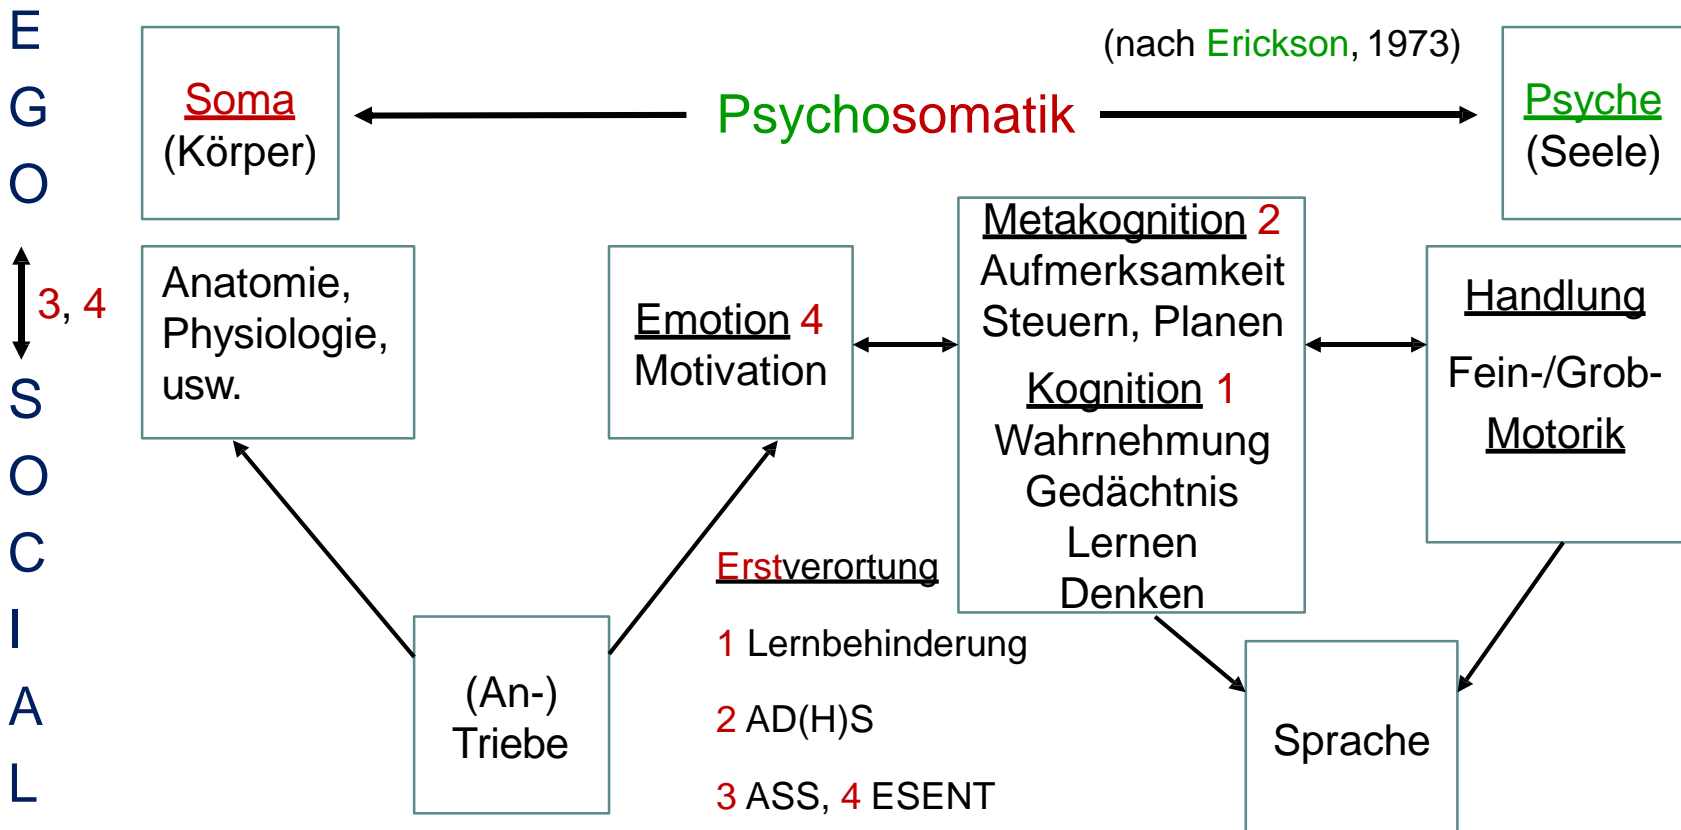 E
G
O
3, 4
S
O
C
I
A
L
(nach Erickson, 1973)
Soma
(Körper)
Psychosomatik
Psyche
(Seele)
Anatomie,
Physiologie,
usw.
Emotion 4
Motivation
Metakognition 2
Aufmerksamkeit
Steuern, Planen
Kognition 1
Wahrnehmung
Gedächtnis
Lernen
Denken
Handlung
Fein-/Grob-
Motorik
(An-)
Triebe
Erstverortung
1 Lernbehinderung
2 AD(H)S
3 ASS, 4 ESENT
Sprache